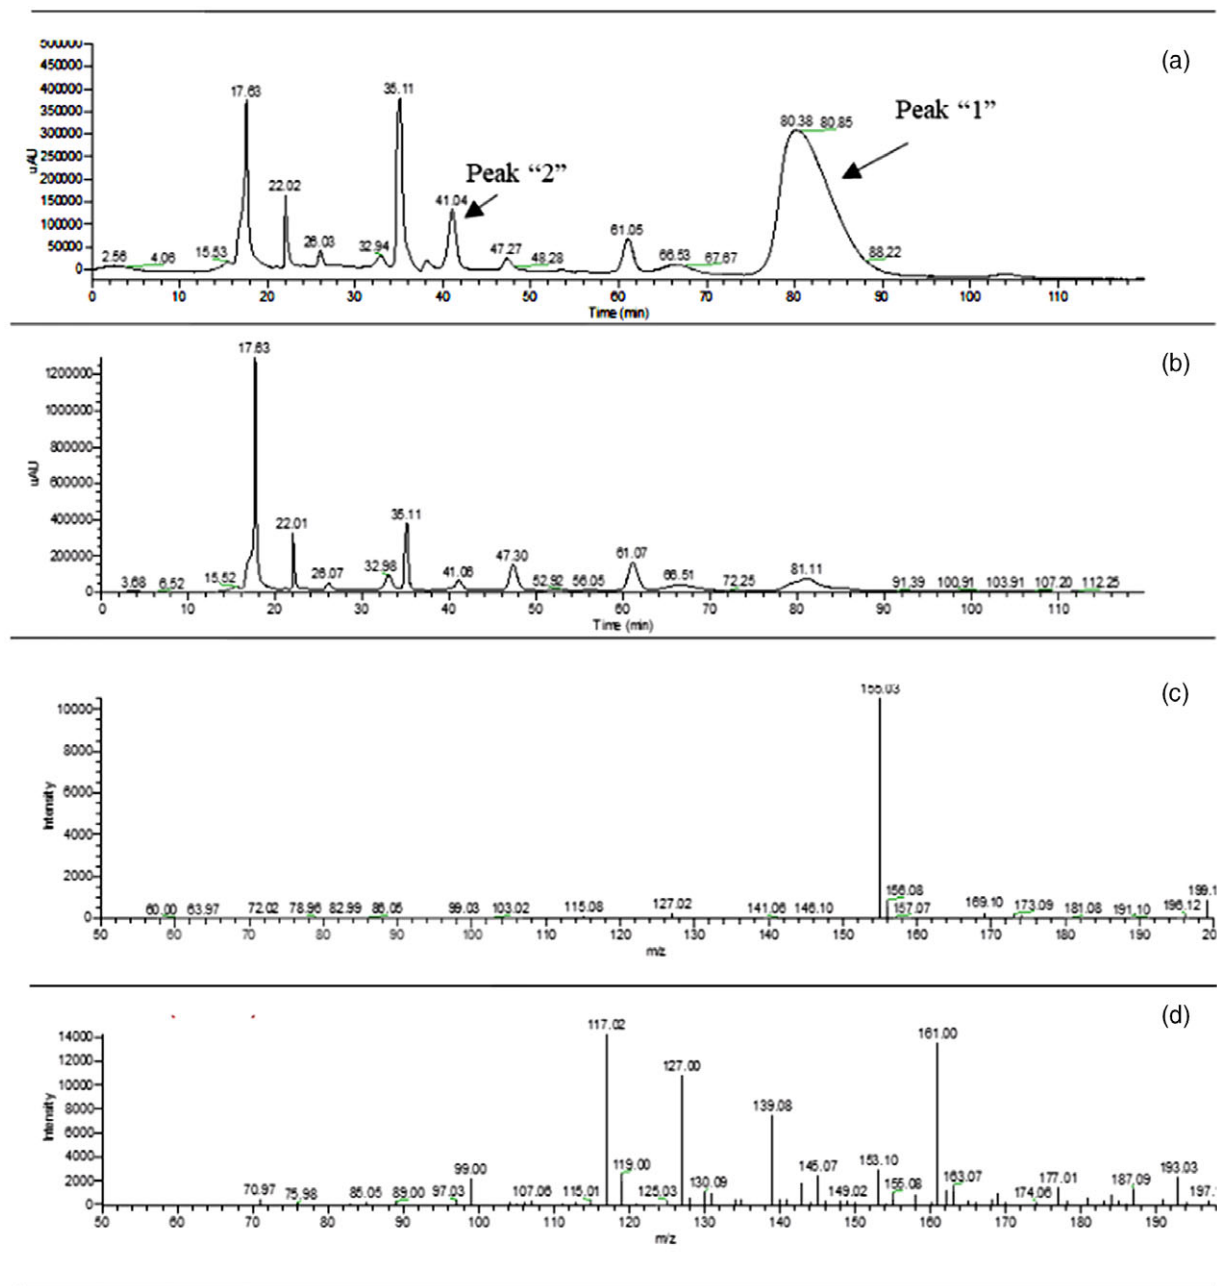 (a)
500000
450000
400000
350000
300000
250000
200000
150000
100000
50000
0
uAU
17.63
35.11
80.38 80.85
Peak “1”
Peak “2”
22.02
41.04
2.56 4.06 15.53 26.03 32.94 47.27 48.28 61.05 66.53 67.67 88.22
0 10 20 30 40 50 60 70 80 90 100 110
Time (min)
(b)
17.63
1200000
1000000
800000
600000
400000
200000
0
uAU
22.01
35.11
3.68 6.52 15.52 26.07 32.98 41.06 47.30 52.92 56.05 61.07 66.51 72.25 81.11 91.39 100.91 103.91 107.20 112.25
0 10 20 30 40 50 60 70 80 90 100 110
Time (min)
(c)
155.03
10000
8000
6000
4000
2000
0
Intensity
60.00 63.97 72.02 78.96 82.99 86.05 99.03 103.02 115.08 127.02 141.06 146.10 156.08 157.07 169.10 173.09 181.08 191.10 196.12 199.1
50 60 70 80 90 100 110 120 130 140 150 160 170 180 190 20
m/z
(d)
14000
12000
10000
8000
6000
4000
2000
0
Intensity
117.02
161.00
127.00
139.08
70.97 75.98 85.05 89.00 97.03 99.00 107.06 115.01 119.00 125.03 130.09 145.07 149.02 153.10 155.08 163.07 174.06 177.01 187.09 193.03 197.
50 60 70 80 90 100 110 120 130 140 150 160 170 180 190
m/z